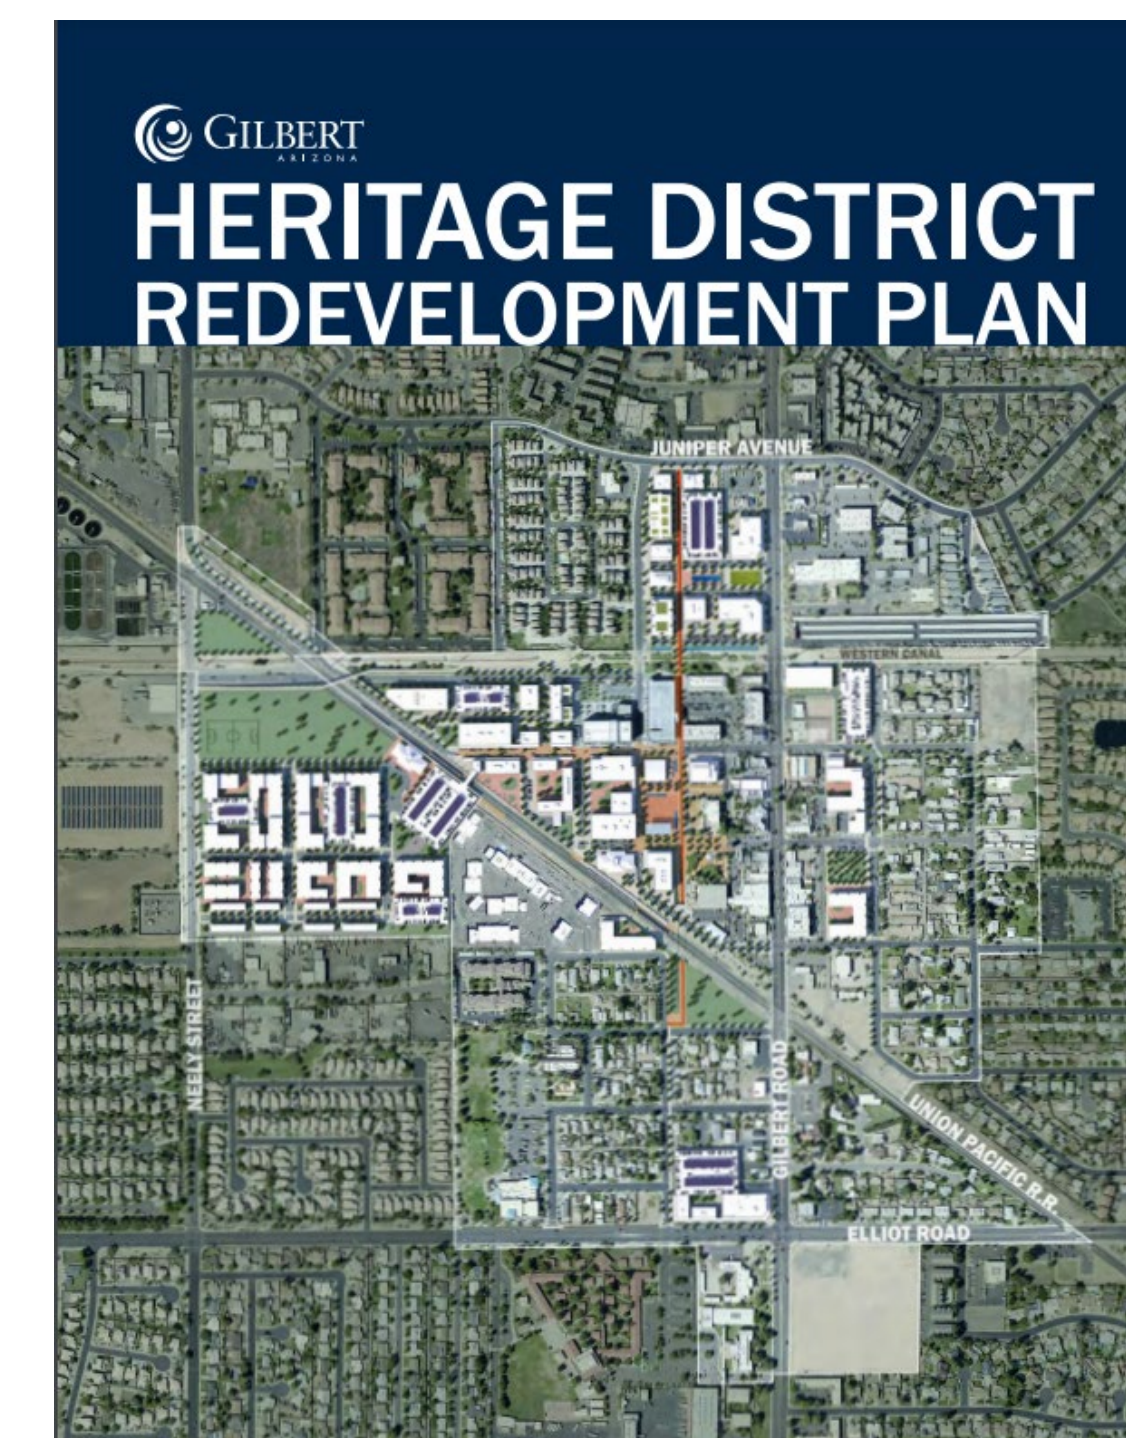 GILBERT
ARIZONA
HERITAGE DISTRICT
REDEVELOPMENT PLAN
JUNIPER AVENUE
WESTERN CANAL
NEELY STREET
GILBERT ROAD
UNION PACIFIC R.R.
ELLIOT ROAD